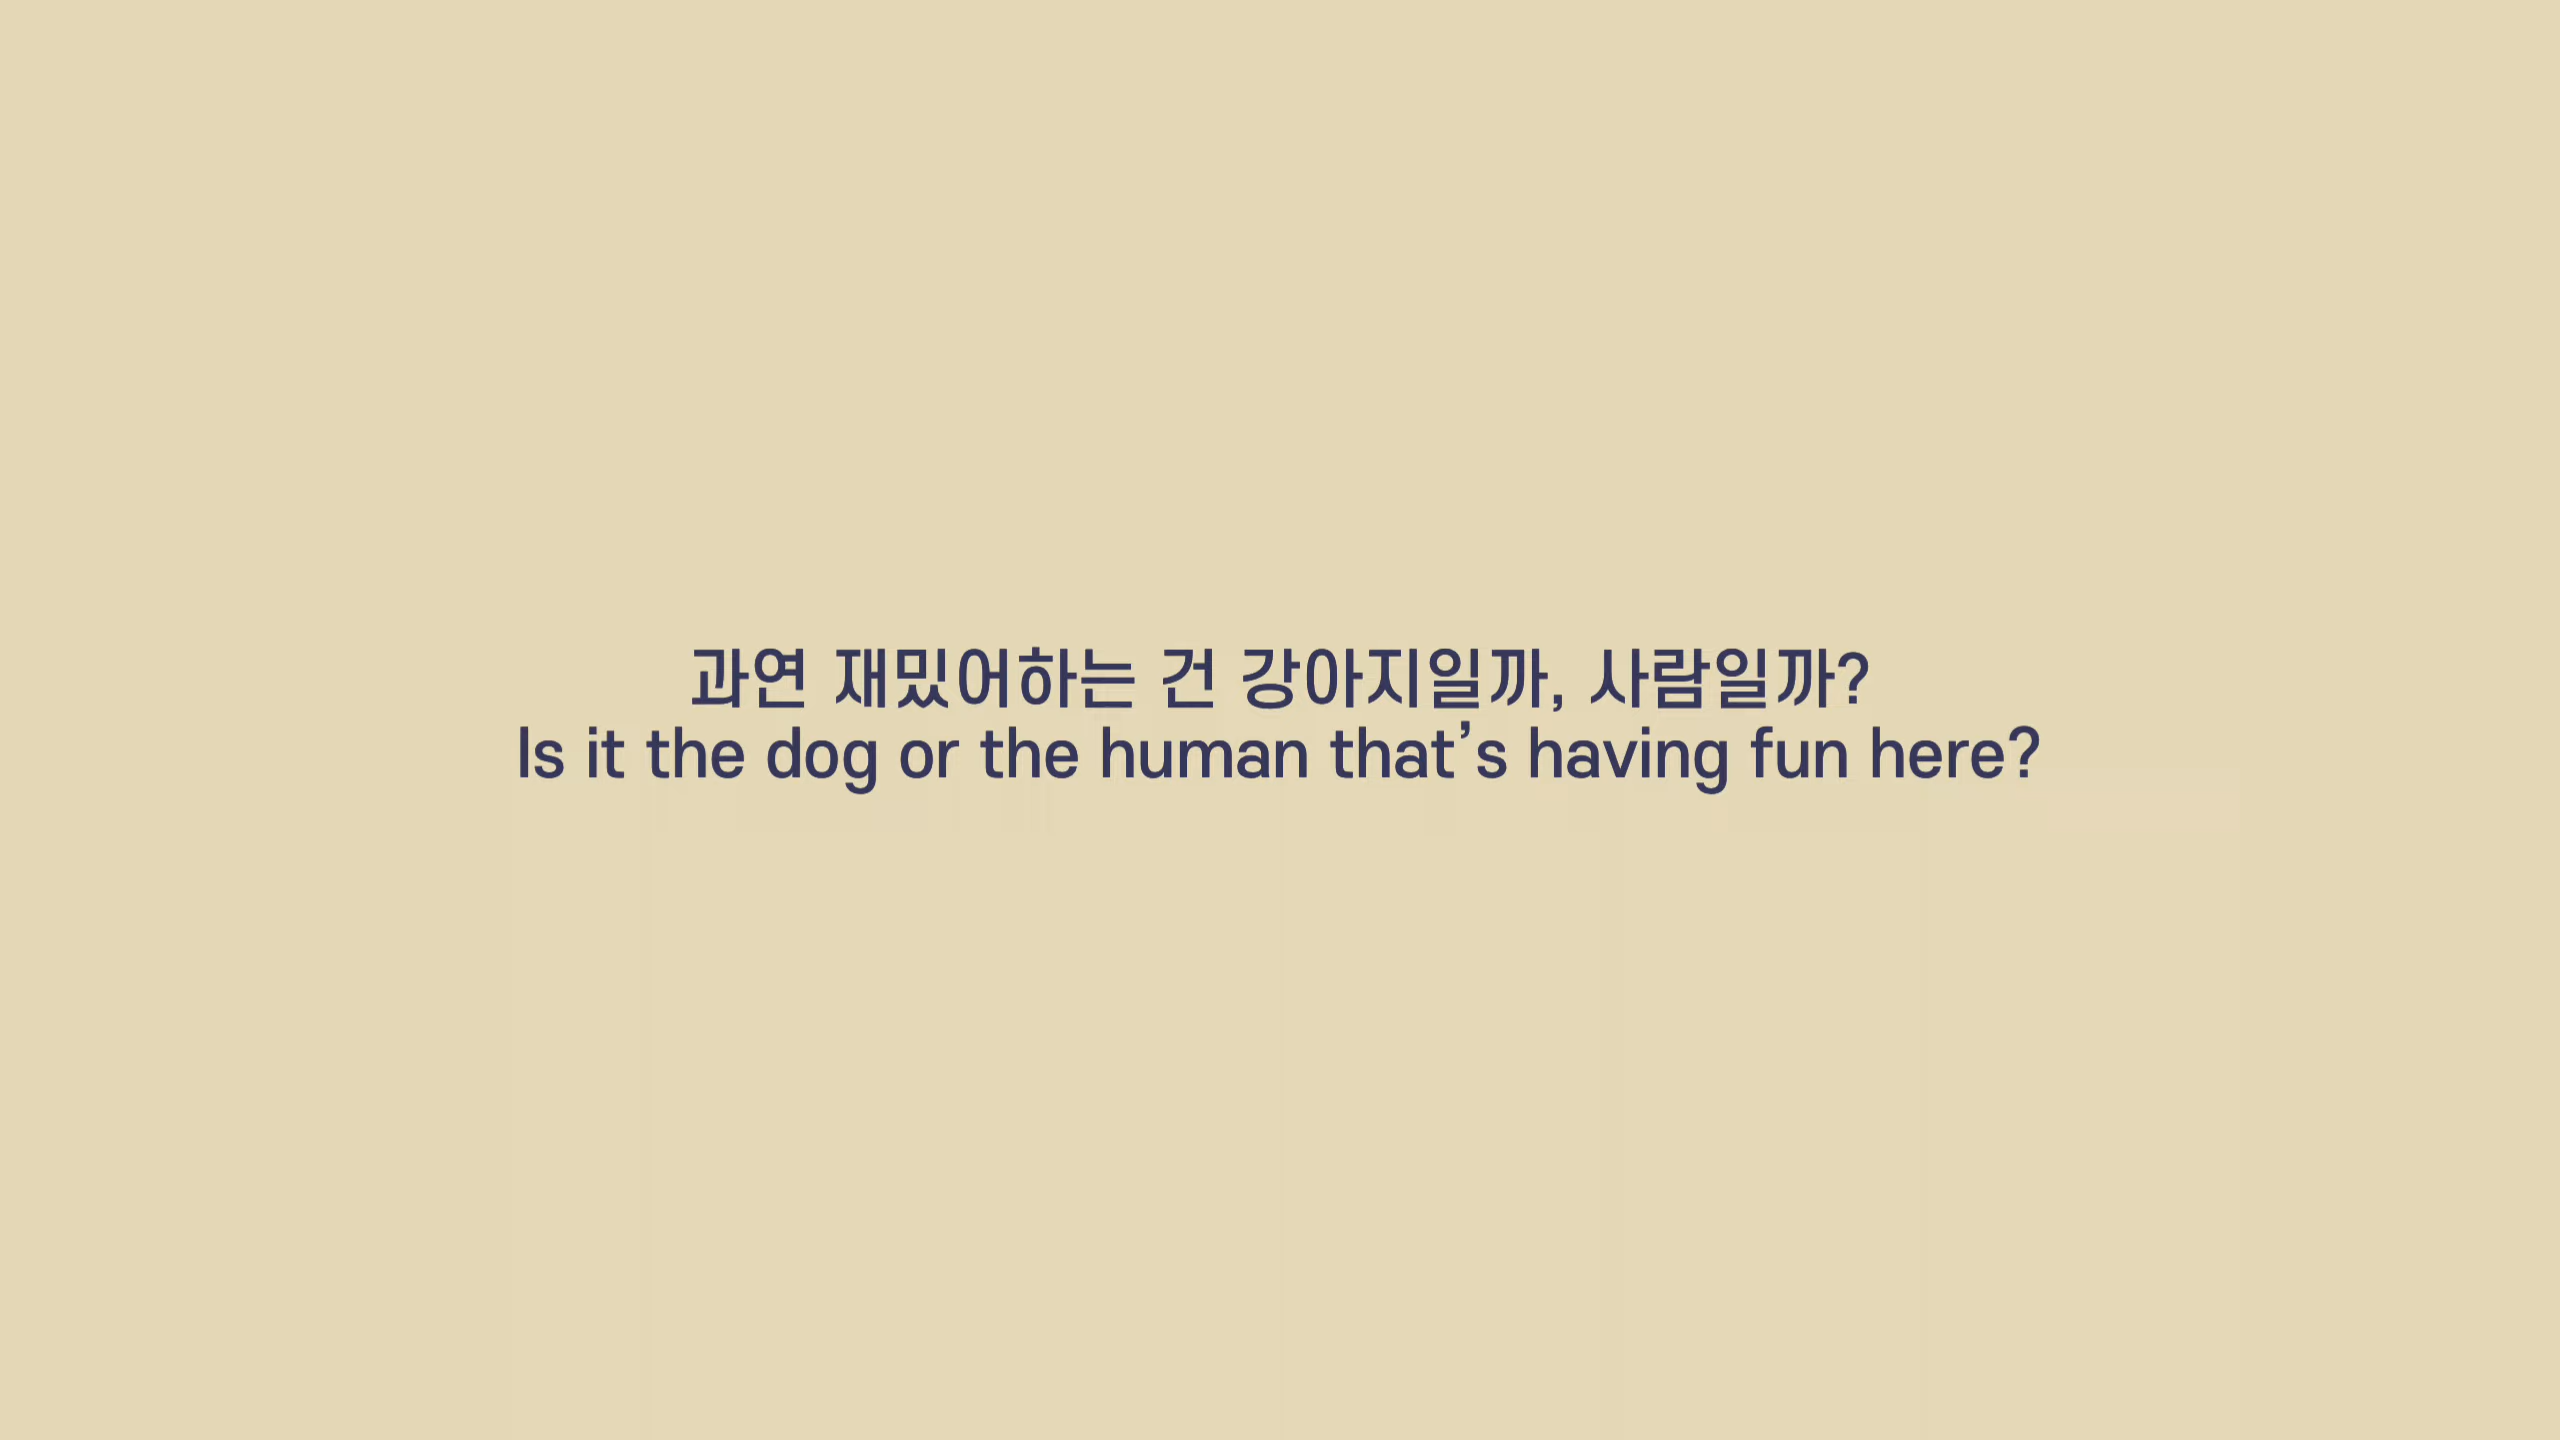 과연 재밌어하는 건 강아지일까, 사람일까?
Is it the dog or the human that’s having fun here?